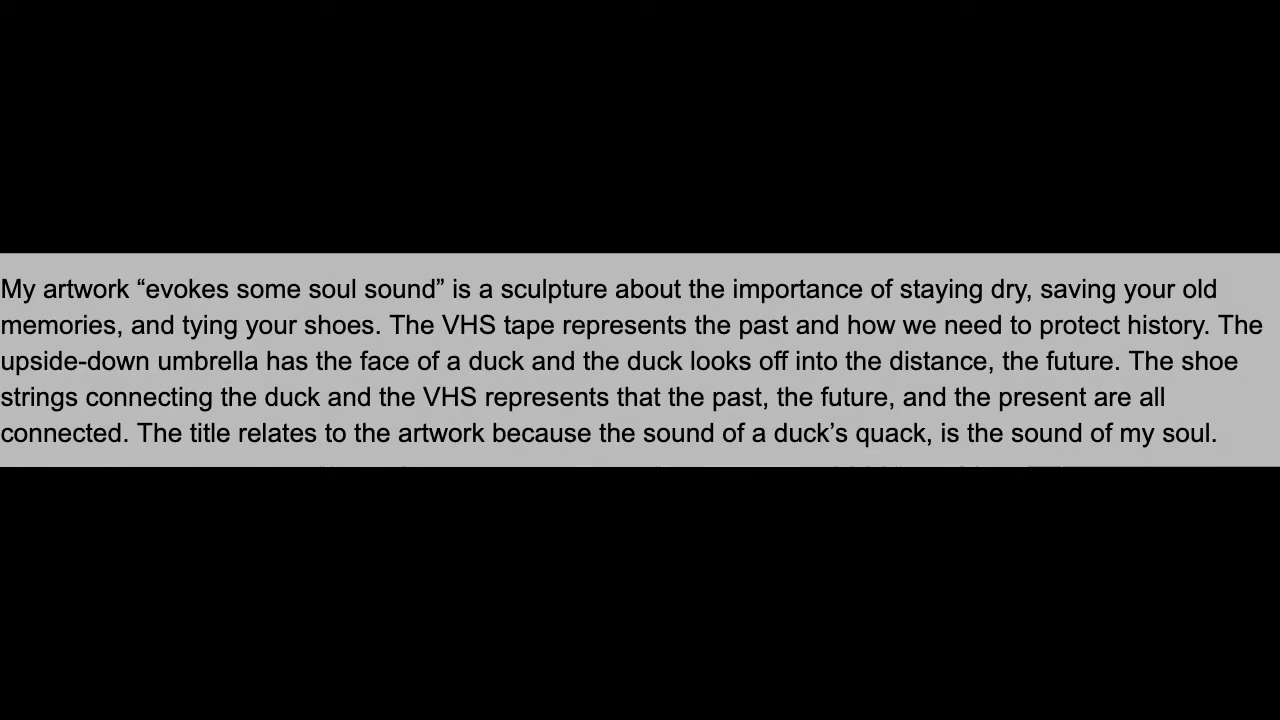 My artwork “evokes some soul sound” is a sculpture about the importance of staying dry, saving your old
memories, and tying your shoes. The VHS tape represents the past and how we need to protect history. The
upside-down umbrella has the face of a duck and the duck looks off into the distance, the future. The shoe
strings connecting the duck and the VHS represents that the past, the future, and the present are all
connected. The title relates to the artwork because the sound of a duck’s quack, is the sound of my soul.